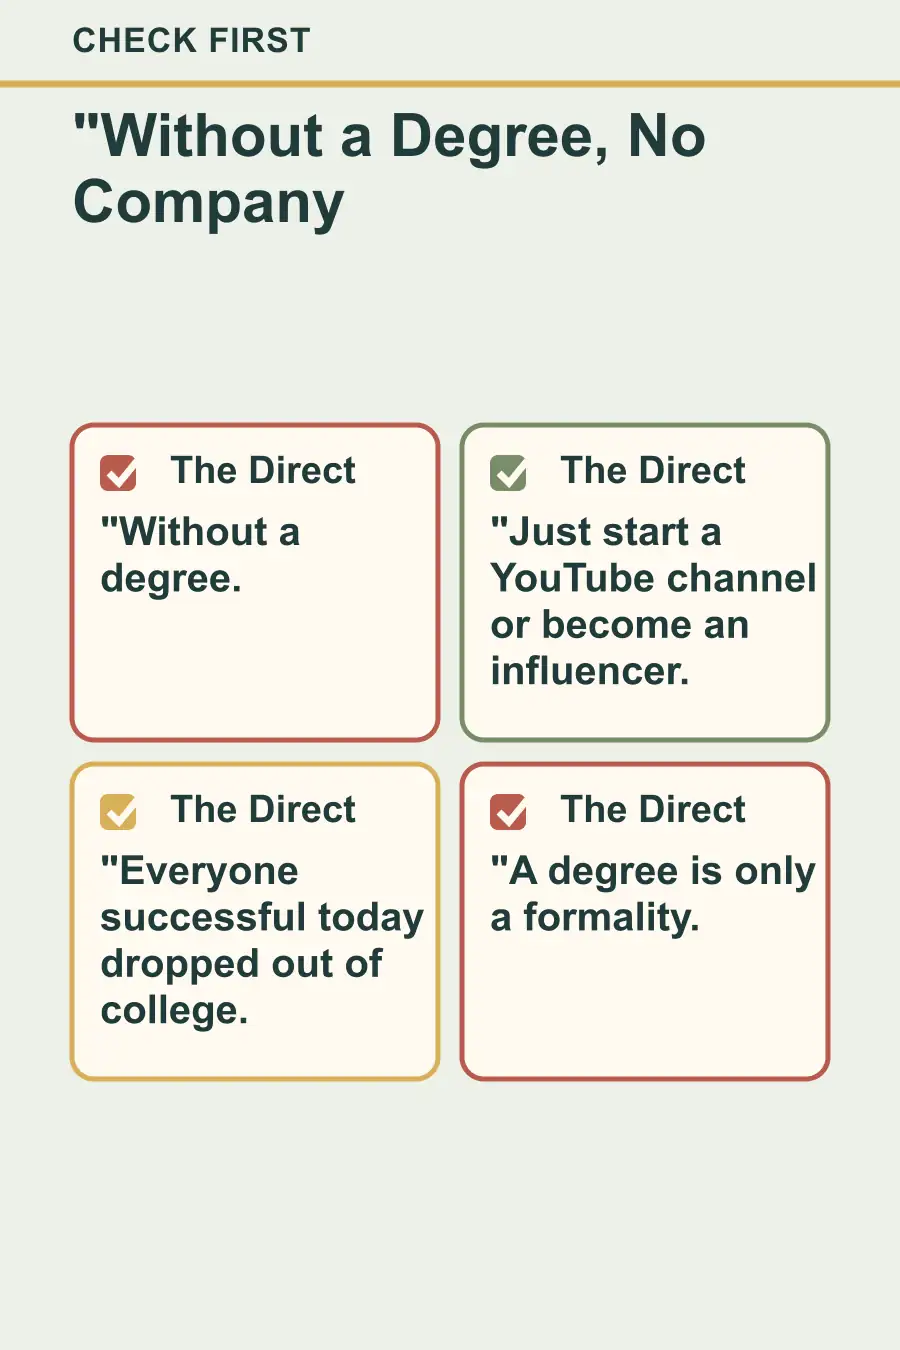 CHECK FIRST
"Without a Degree, No
Company
The Direct
"Without a
degree.
The Direct
"Just start a
YouTube channel
or become an
influencer.
The Direct
"Everyone
successful today
dropped out of
college.
The Direct
"A degree is only
a formality.